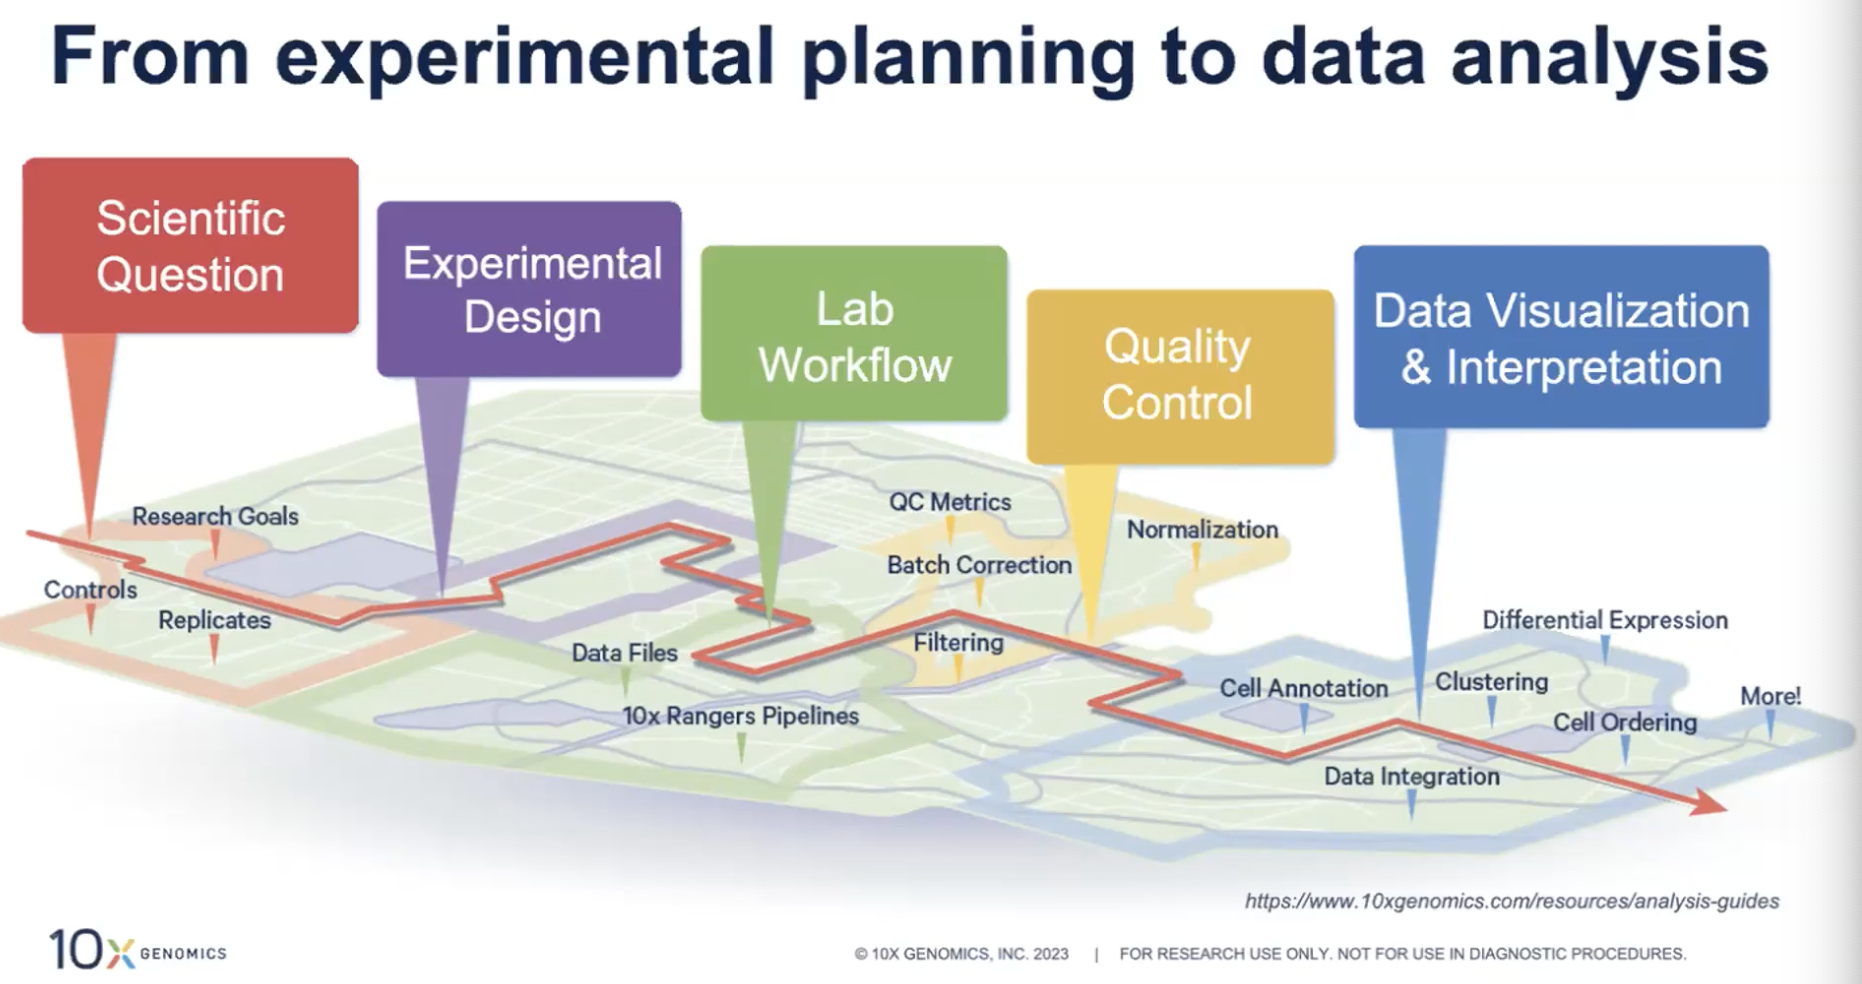 From experimental planning to data analysis
Scientific
Question
Experimental
Design
Lab
Workflow
Quality
Control
Data Visualization
& Interpretation
Research Goals
Controls
Replicates
Data Files
10x Rangers Pipelines
QC Metrics
Batch Correction
Filtering
Normalization
Cell Annotation
Clustering
Differential Expression
Cell Ordering
More!
Data Integration
https://www.10xgenomics.com/resources/analysis-guides
10X GENOMICS
© 10X GENOMICS, INC. 2023 | FOR RESEARCH USE ONLY. NOT FOR USE IN DIAGNOSTIC PROCEDURES.